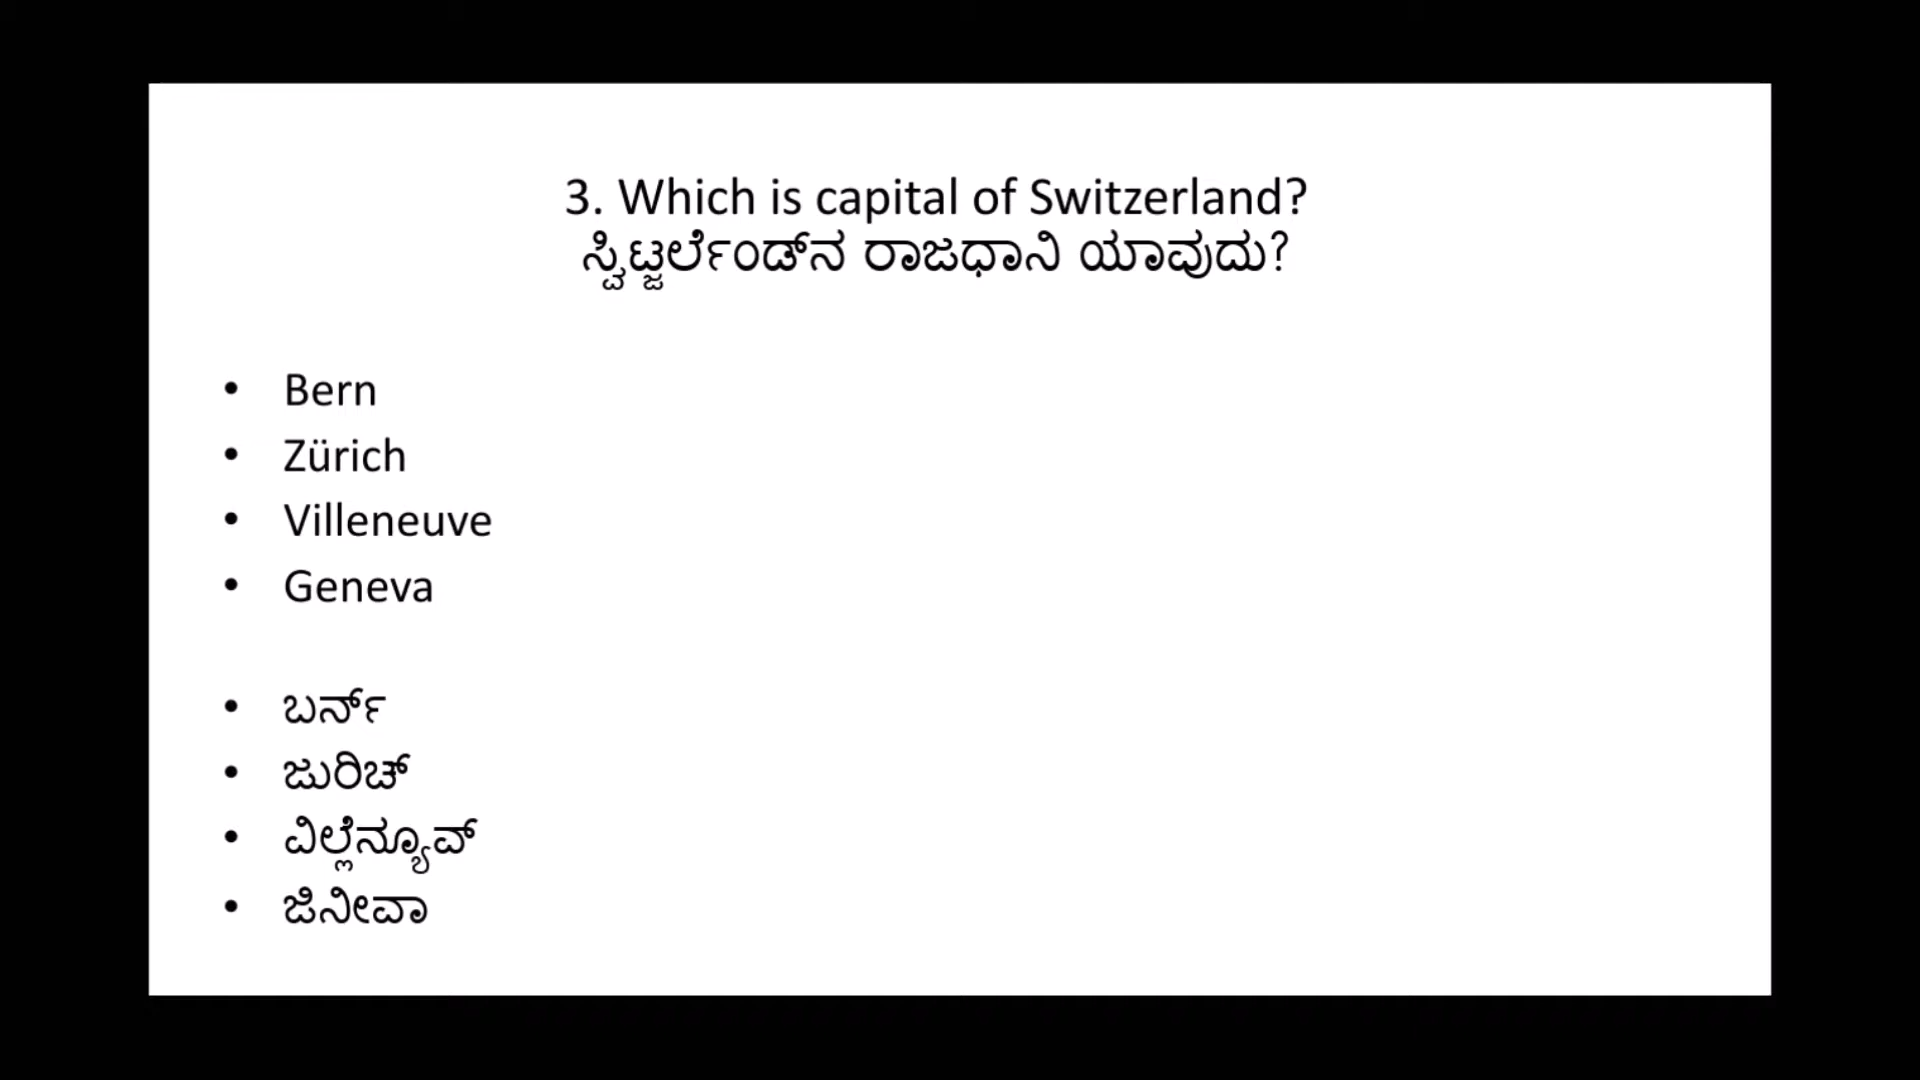 3. Which is capital of Switzerland?
ಸ್ವಿಟ್ಜರ್ಲೆಂಡ್‌ನ ರಾಜಧಾನಿ ಯಾವುದು?
• Bern
• Zürich
• Villeneuve
• Geneva
• ಬರ್ನ್
• ಜುರಿಚ್
• ವಿಲ್ಲೆನ್ಯೂವ್
• ಜಿನೀವಾ